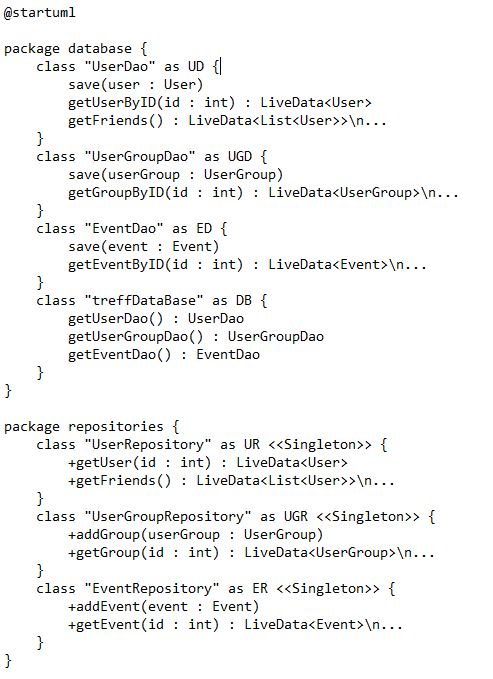 @startuml

package database {
    class "UserDao" as UD {
        save(user : User)
        getUserByID(id : int) : LiveData<User>
        getFriends() : LiveData<List<User>>\n...
    }
    class "UserGroupDao" as UGD {
        save(userGroup : UserGroup)
        getGroupByID(id : int) : LiveData<UserGroup>\n...
    }
    class "EventDao" as ED {
        save(event : Event)
        getEventByID(id : int) : LiveData<Event>\n...
    }
    class "treffDataBase" as DB {
        getUserDao() : UserDao
        getUserGroupDao() : UserGroupDao
        getEventDao() : EventDao
    }
}

package repositories {
    class "UserRepository" as UR <<Singleton>> {
        +getUser(id : int) : LiveData<User>
        +getFriends() : LiveData<List<User>>\n...
    }
    class "UserGroupRepository" as UGR <<Singleton>> {
        +addGroup(userGroup : UserGroup)
        +getGroup(id : int) : LiveData<UserGroup>\n...
    }
    class "EventRepository" as ER <<Singleton>> {
        +addEvent(event : Event)
        +getEvent(id : int) : LiveData<Event>\n...
    }
}